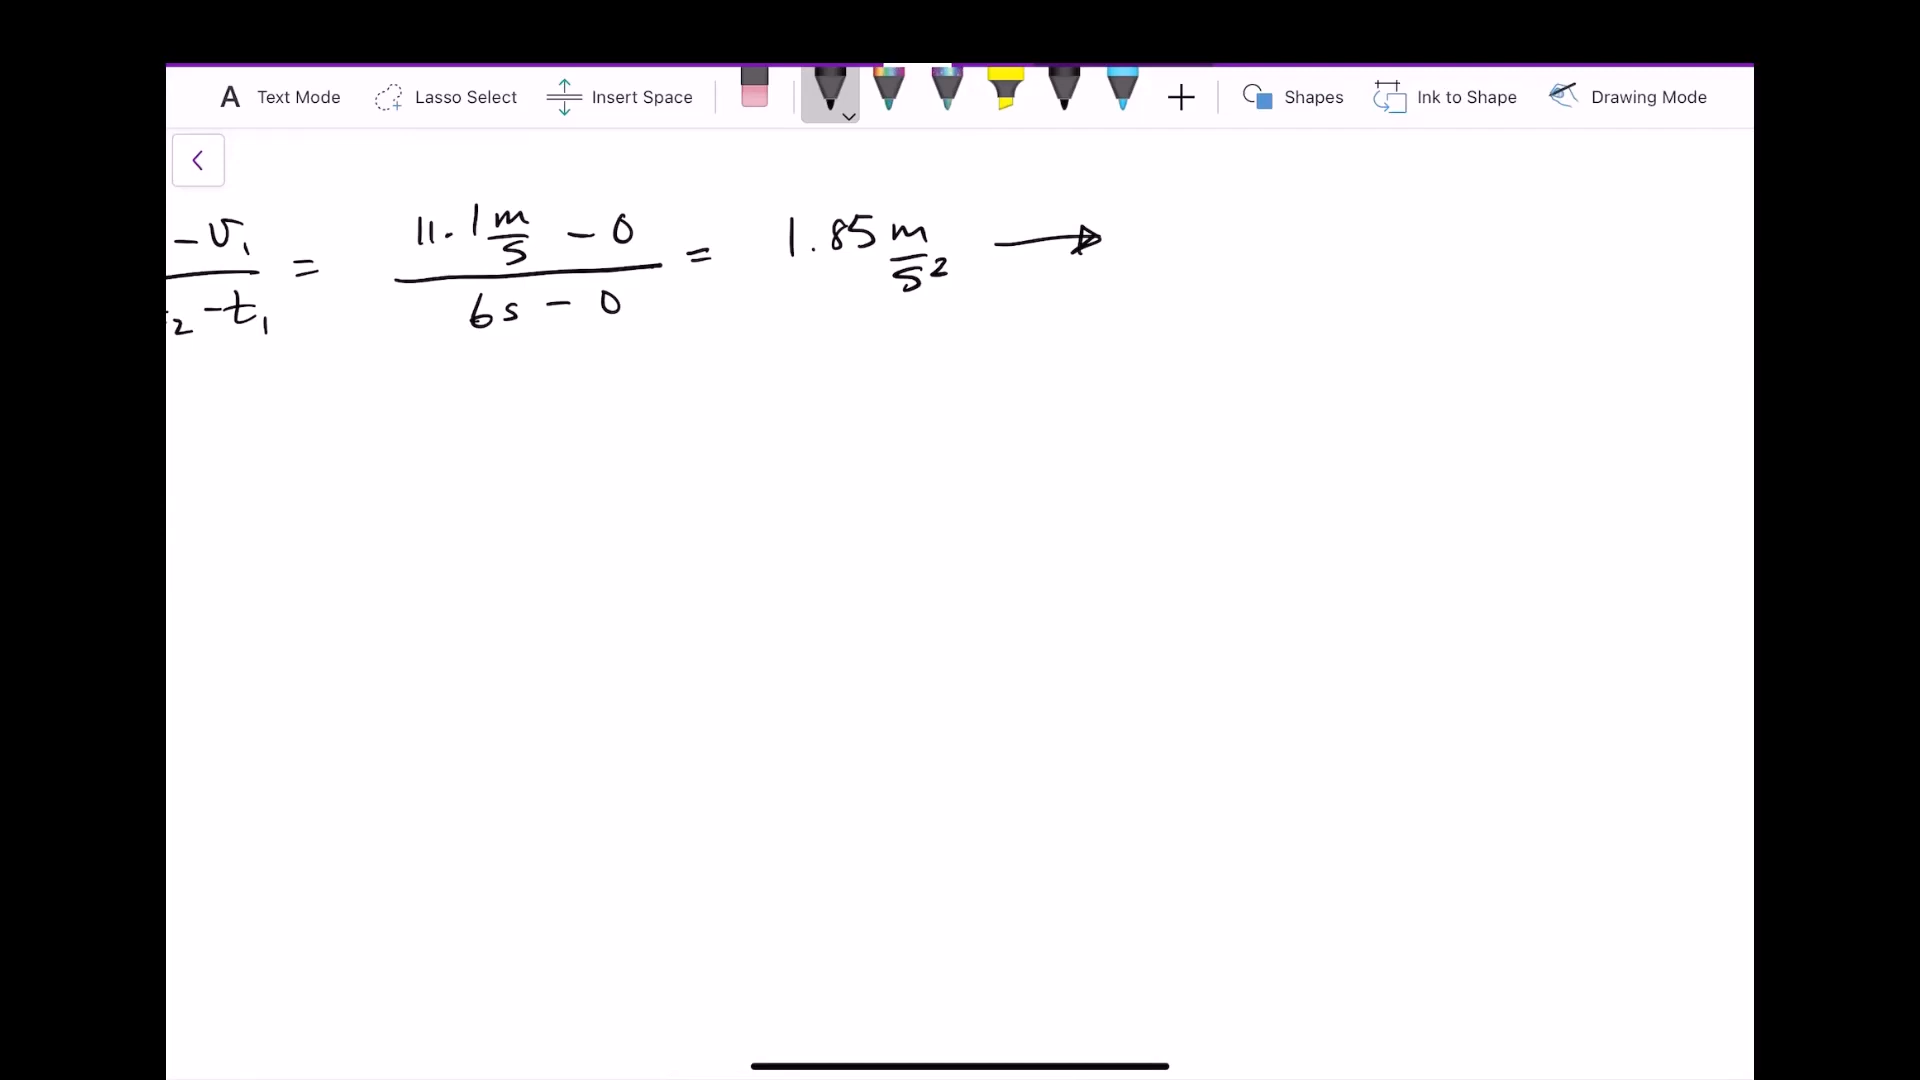 A Text Mode Lasso Select Insert Space Shapes Ink to Shape Drawing Mode
- v₁ = 11.1 m/s - 0 = 1.85 m/s²
₂ - t₁ 6s - 0